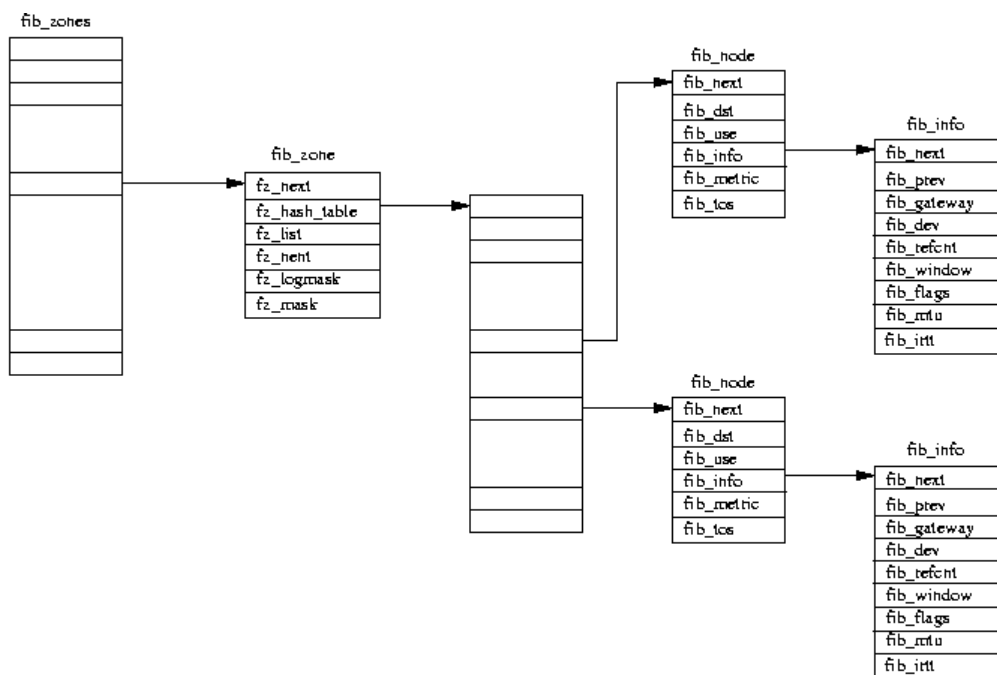 fib_zones
fib_zone
fz_next
fz_hash_table
fz_list
fz_nent
fz_logmask
fz_mask
fib_node
fib_next
fib_dst
fib_use
fib_info
fib_metric
fib_tos
fib_info
fib_next
fib_prev
fib_gateway
fib_dev
fib_refcnt
fib_window
fib_flags
fib_mtu
fib_irtt
fib_node
fib_next
fib_dst
fib_use
fib_info
fib_metric
fib_tos
fib_info
fib_next
fib_prev
fib_gateway
fib_dev
fib_refcnt
fib_window
fib_flags
fib_mtu
fib_irtt